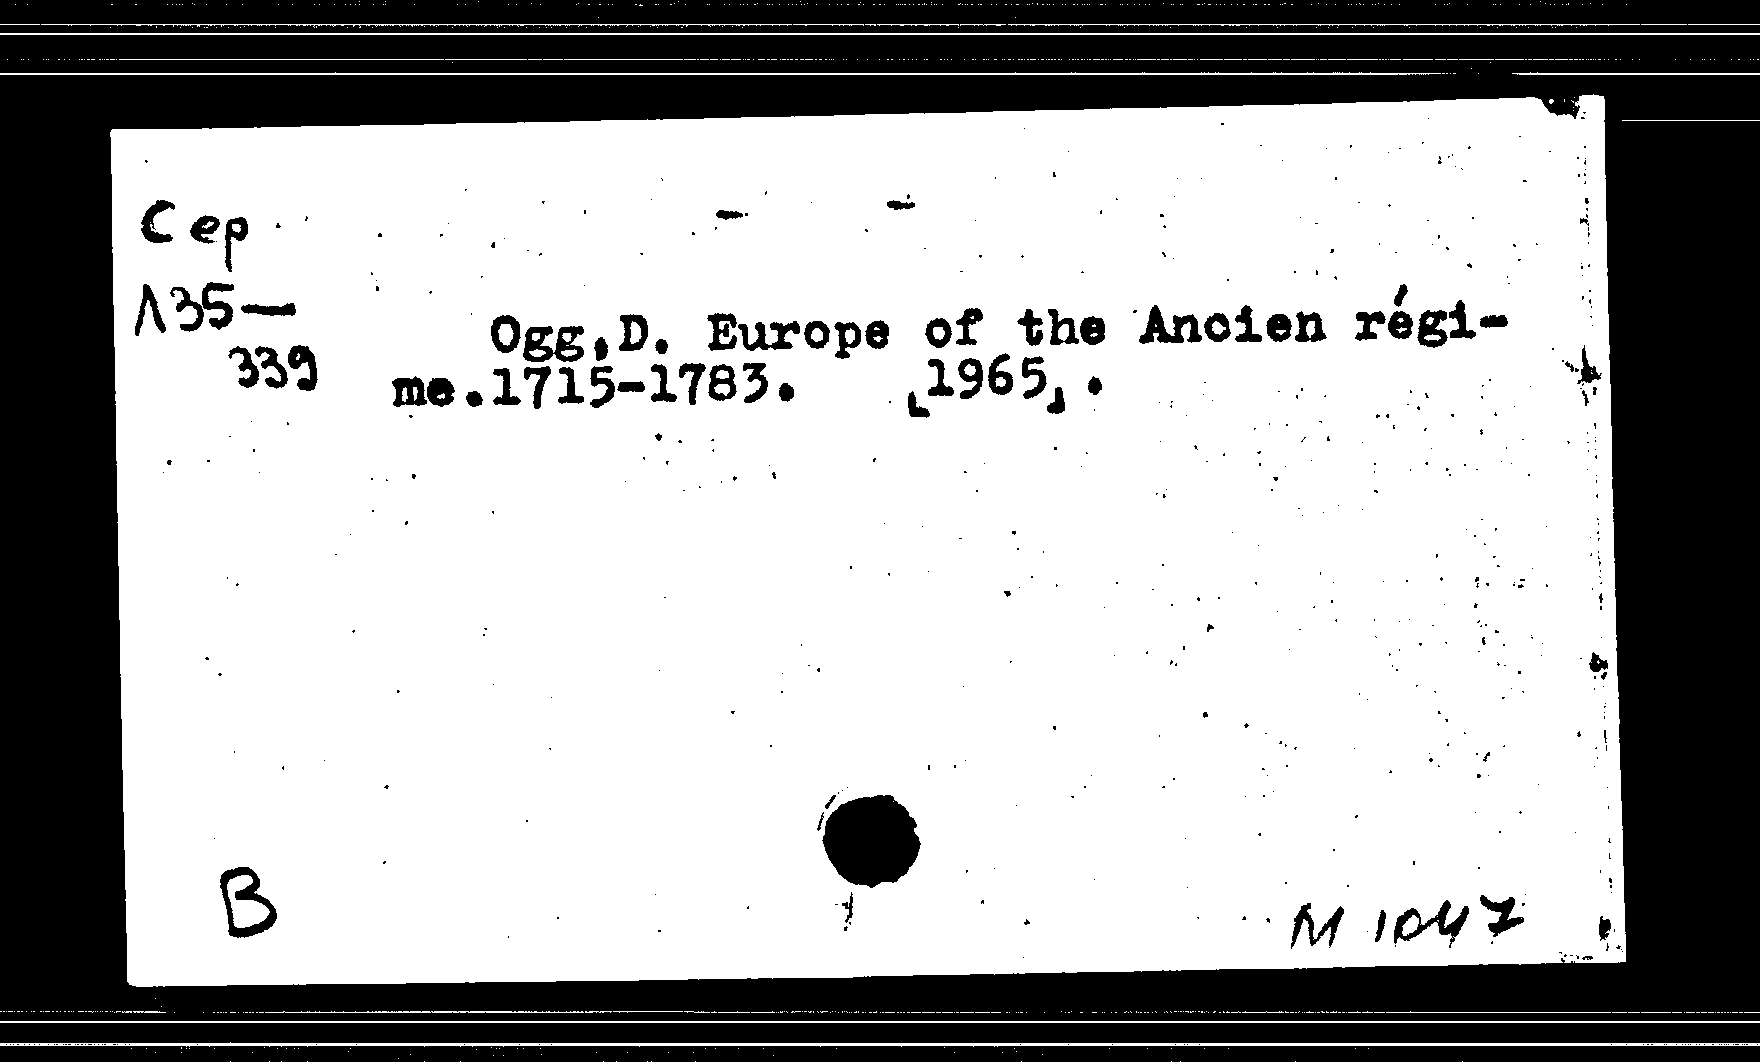 Сер
Л35—
339
Ogg,D. Europe of the Ancien régi-
me.1715-1783. [1965].
В
М 1047